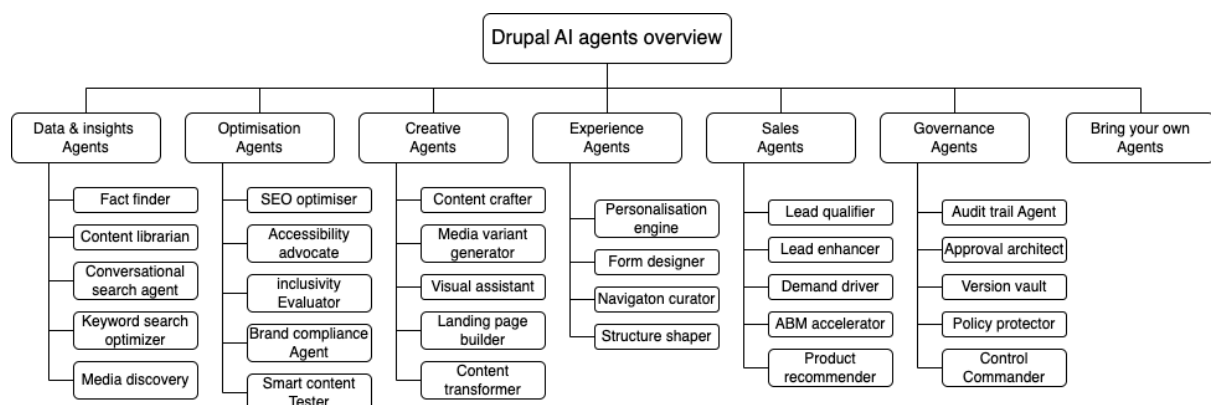 Drupal AI agents overview
Data & insights
Agents
Optimisation
Agents
Creative
Agents
Experience
Agents
Sales
Agents
Governance
Agents
Bring your own
Agents
Fact finder
Content librarian
Conversational
search agent
Keyword search
optimizer
Media discovery
SEO optimiser
Accessibility
advocate
inclusivity
Evaluator
Brand compliance
Agent
Smart content
Tester
Content crafter
Media variant
generator
Visual assistant
Landing page
builder
Content
transformer
Personalisation
engine
Form designer
Navigaton curator
Structure shaper
Lead qualifier
Lead enhancer
Demand driver
ABM accelerator
Product
recommender
Audit trail Agent
Approval architect
Version vault
Policy protector
Control
Commander